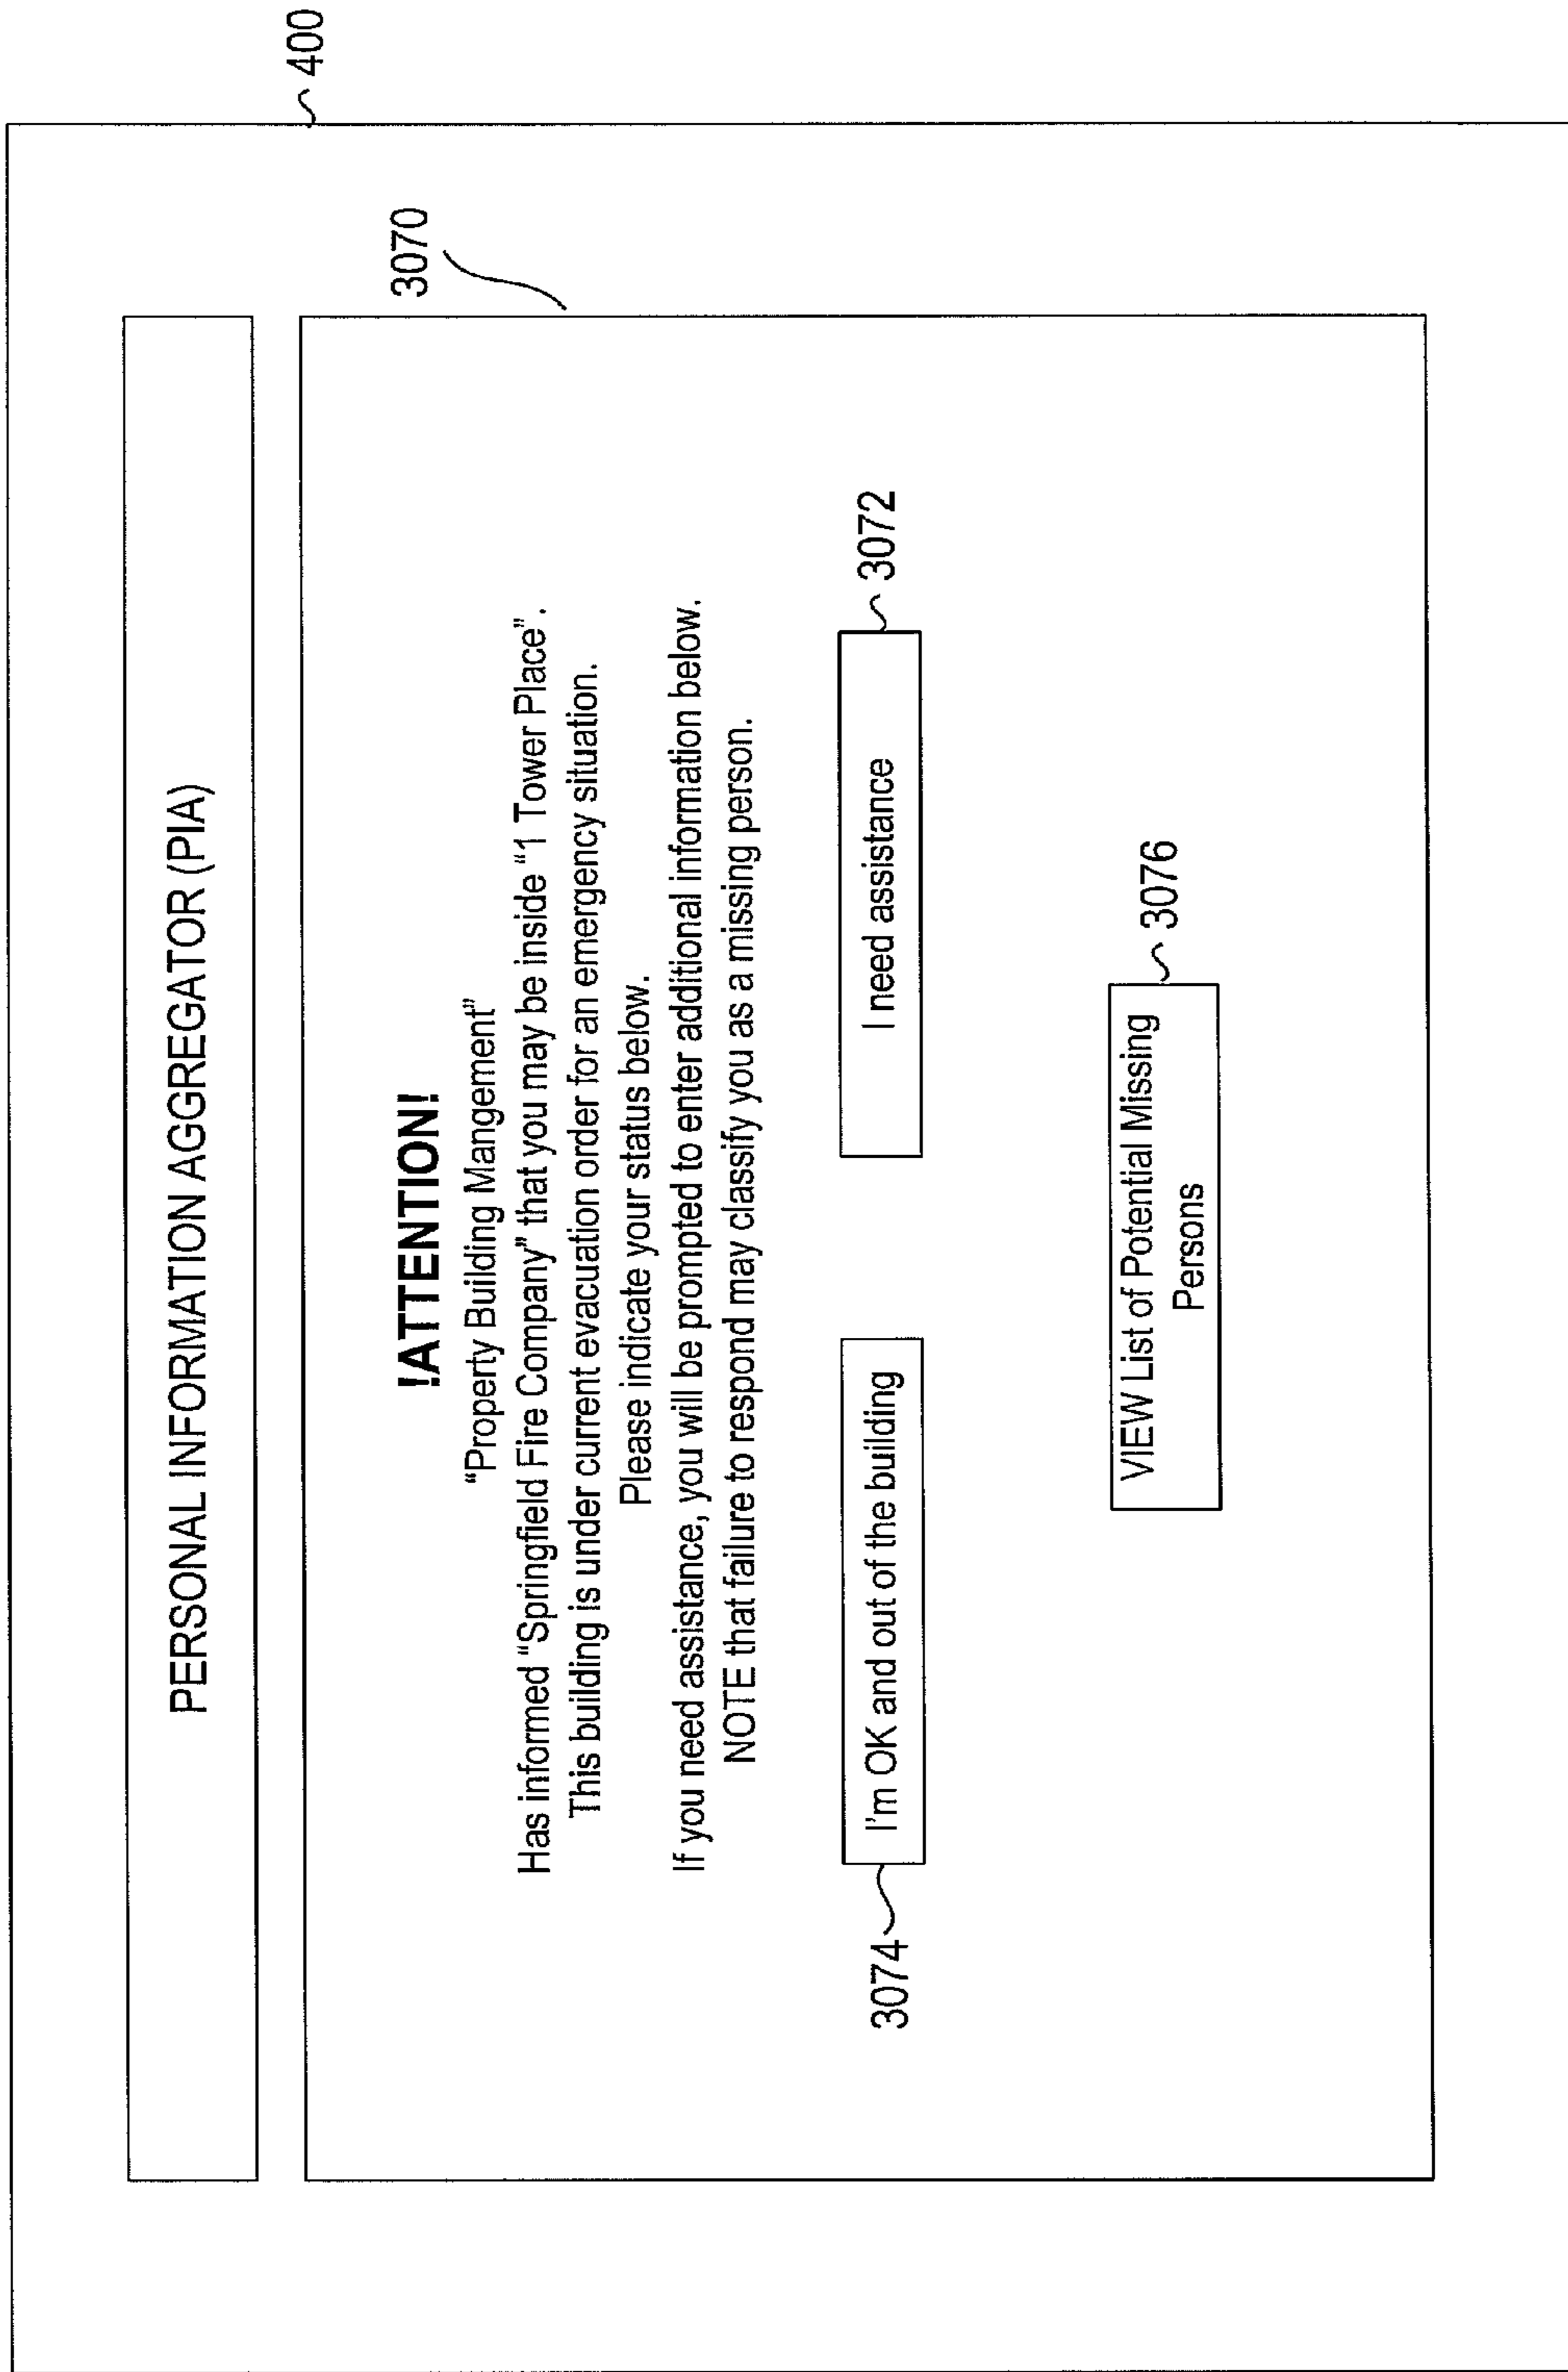 400
PERSONAL INFORMATION AGGREGATOR (PIA)
3070
!ATTENTION!
“Property Building Mangement”
Has informed “Springfield Fire Company” that you may be inside “1 Tower Place”.
This building is under current evacuation order for an emergency situation.
Please indicate your status below.
If you need assistance, you will be prompted to enter additional information below.
NOTE that failure to respond may classify you as a missing person.
3074
I'm OK and out of the building
I need assistance
3072
VIEW List of Potential Missing
Persons
3076